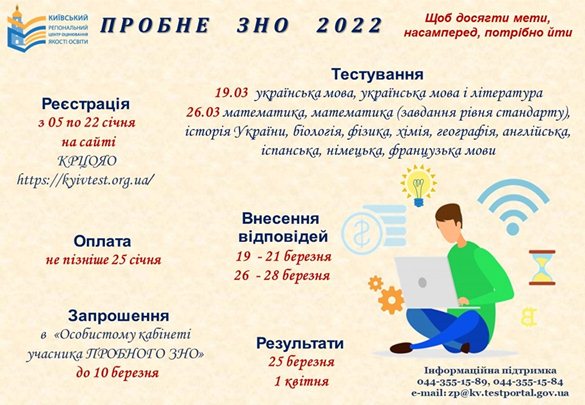 КИЇВСЬКИЙ
РЕГІОНАЛЬНИЙ
ЦЕНТР ОЦІНЮВАННЯ
ЯКОСТІ ОСВІТИ
ПРОБНЕ ЗНО 2022
Щоб досягти мети,
насамперед, потрібно йти
Реєстрація
з 05 по 22 січня
на сайті
КРЦОЯО
https://kyivtest.org.ua/
Тестування
19.03 українська мова, українська мова і література
26.03 математика, математика (завдання рівня стандарту),
історія України, біологія, фізика, хімія, географія, англійська,
іспанська, німецька, французька мови
Оплата
не пізніше 25 січня
Внесення
відповідей
19 - 21 березня
26 - 28 березня
Запрошення
в «Особистому кабінеті
учасника ПРОБНОГО ЗНО»
до 10 березня
Результати
25 березня
1 квітня
Інформаційна підтримка
044-355-15-89, 044-355-15-84
e-mail: zp@kv.testportal.gov.ua